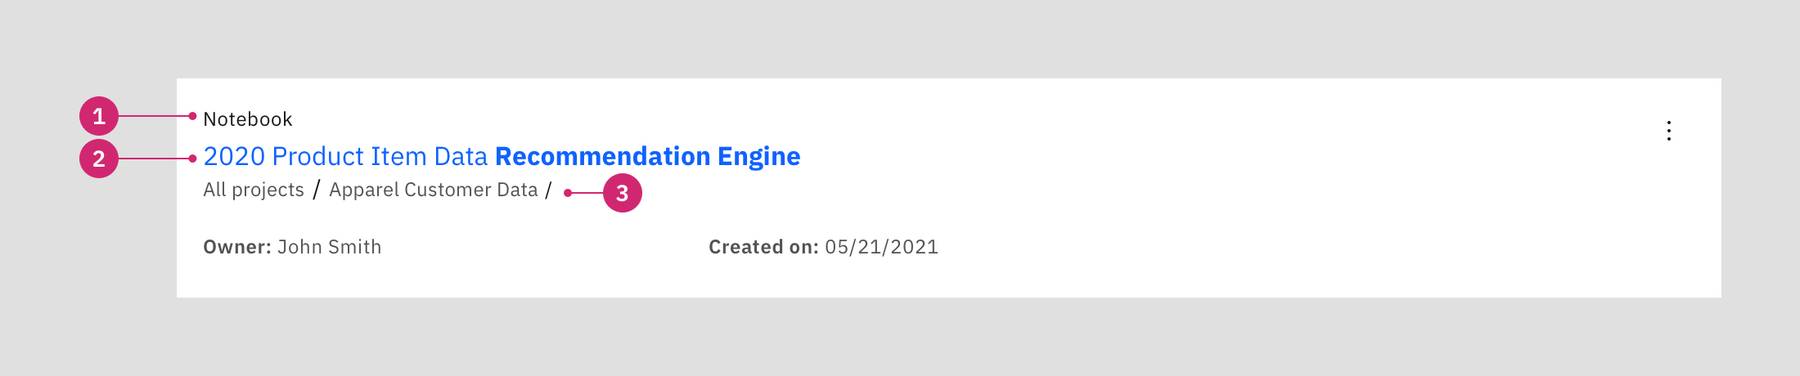 1 Notebook
2 2020 Product Item Data Recommendation Engine
All projects / Apparel Customer Data / 3
Owner: John Smith Created on: 05/21/2021